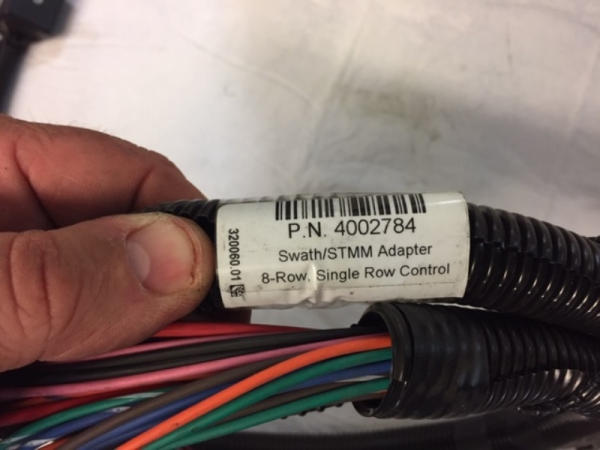 P.N. 4002784
Swath/STMM Adapter
8-Row, Single Row Control
320060.01